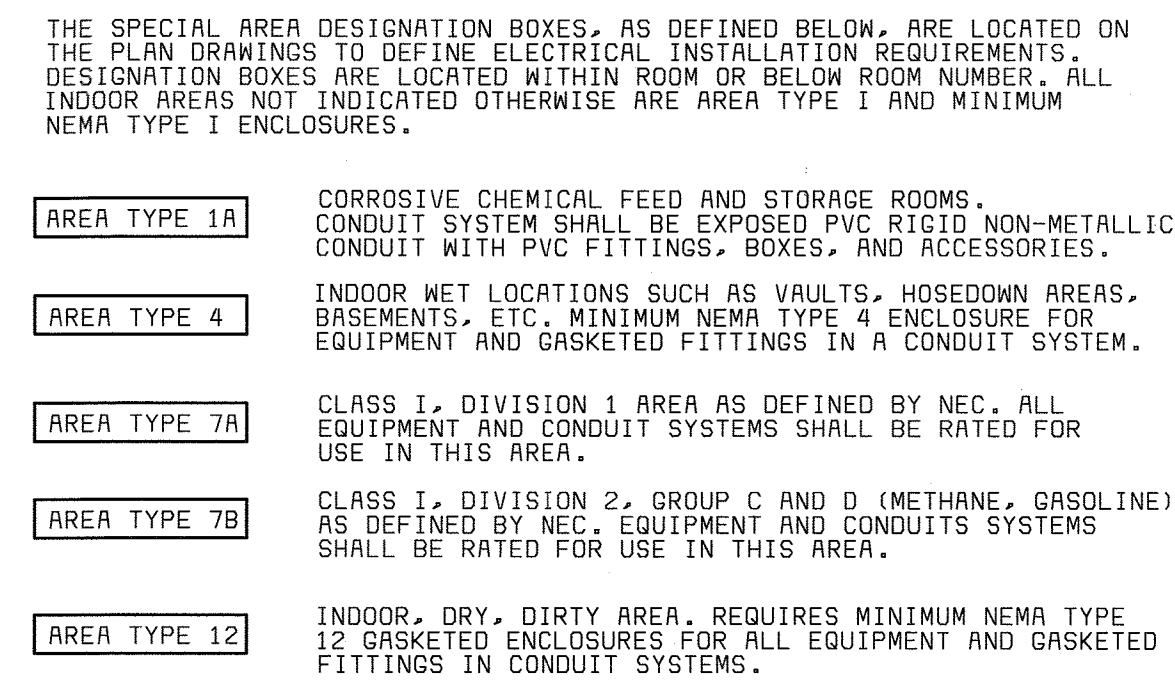 THE SPECIAL AREA DESIGNATION BOXES, AS DEFINED BELOW, ARE LOCATED ON
THE PLAN DRAWINGS TO DEFINE ELECTRICAL INSTALLATION REQUIREMENTS.
DESIGNATION BOXES ARE LOCATED WITHIN ROOM OR BELOW ROOM NUMBER. ALL
INDOOR AREAS NOT INDICATED OTHERWISE ARE AREA TYPE I AND MINIMUM
NEMA TYPE I ENCLOSURES.
AREA TYPE 1A
CORROSIVE CHEMICAL FEED AND STORAGE ROOMS.
CONDUIT SYSTEM SHALL BE EXPOSED PVC RIGID NON-METALLIC
CONDUIT WITH PVC FITTINGS, BOXES, AND ACCESSORIES.
AREA TYPE 4
INDOOR WET LOCATIONS SUCH AS VAULTS, HOSEDOWN AREAS,
BASEMENTS, ETC. MINIMUM NEMA TYPE 4 ENCLOSURE FOR
EQUIPMENT AND GASKETED FITTINGS IN A CONDUIT SYSTEM.
AREA TYPE 7A
CLASS I, DIVISION 1 AREA AS DEFINED BY NEC. ALL
EQUIPMENT AND CONDUIT SYSTEMS SHALL BE RATED FOR
USE IN THIS AREA.
AREA TYPE 7B
CLASS I, DIVISION 2, GROUP C AND D (METHANE, GASOLINE)
AS DEFINED BY NEC. EQUIPMENT AND CONDUITS SYSTEMS
SHALL BE RATED FOR USE IN THIS AREA.
AREA TYPE 12
INDOOR, DRY, DIRTY AREA. REQUIRES MINIMUM NEMA TYPE
12 GASKETED ENCLOSURES FOR ALL EQUIPMENT AND GASKETED
FITTINGS IN CONDUIT SYSTEMS.